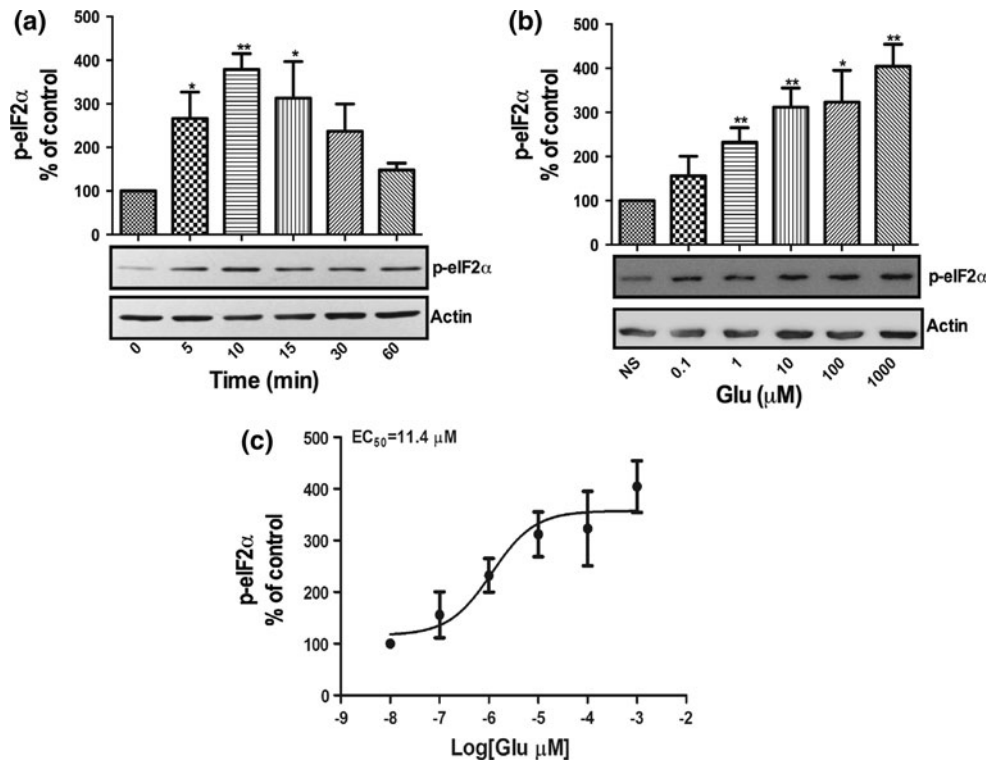 (a)
500
400
300
200
100
0
p-eIF2α
% of control
*
**
*
p-eIF2α
Actin
0 5 10 15 30 60
Time (min)
(b)
500
400
300
200
100
0
p-eIF2α
% of control
**
**
*
**
p-eIF2α
Actin
NS 0.1 1 10 100 1000
Glu (μM)
(c)
EC50=11.4 μM
500
400
300
200
100
0
p-eIF2α
% of control
-9 -8 -7 -6 -5 -4 -3 -2
Log[Glu μM]